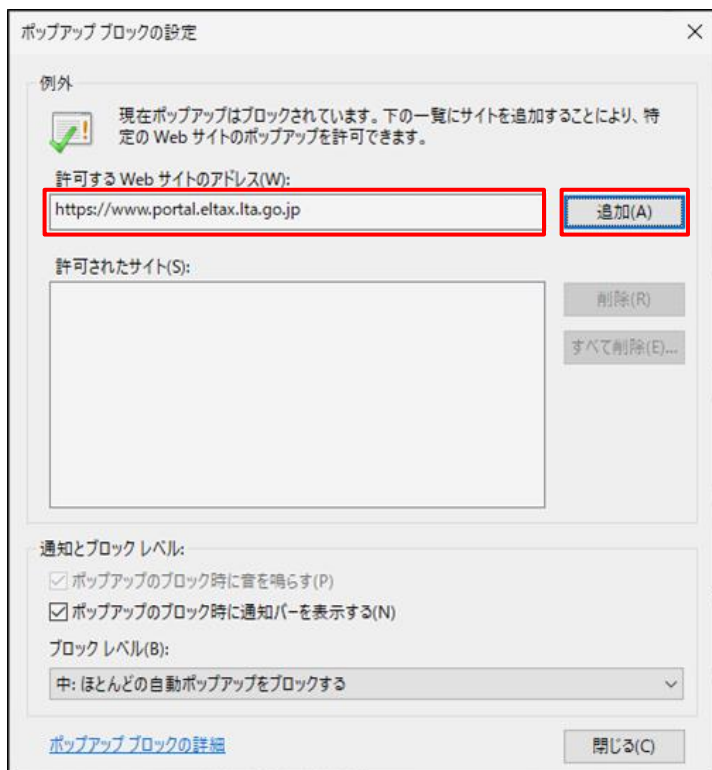 ポップアップ ブロックの設定
例外
現在ポップアップはブロックされています。下の一覧にサイトを追加することにより、特
定の Web サイトのポップアップを許可できます。
許可する Web サイトのアドレス(W):
https://www.portal.eltax.lta.go.jp
追加(A)
許可されたサイト(S):
削除(R)
すべて削除(E)...
通知とブロック レベル:
ポップアップのブロック時に音を鳴らす(P)
ポップアップのブロック時に通知バーを表示する(N)
ブロック レベル(B):
中: ほとんどの自動ポップアップをブロックする
ポップアップ ブロックの詳細
閉じる(C)